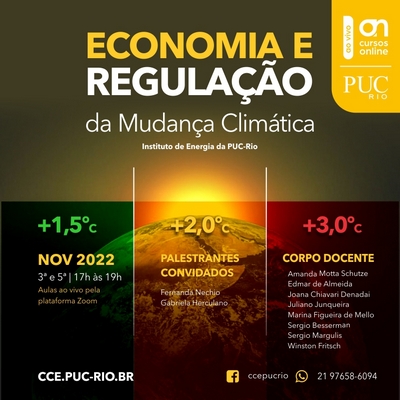 ECONOMIA E
REGULAÇÃO
da Mudança Climática
Instituto de Energia da PUC-Rio
ao vivo
on
cursos
online
PUC
RIO
+1,5°C
NOV 2022
3ª e 5ª | 17h às 19h
Aulas ao vivo pela
plataforma Zoom
+2,0°C
PALESTRANTES
CONVIDADOS
Fernanda Nechio
Gabriela Herculano
+3,0°C
CORPO DOCENTE
Amanda Motta Schutze
Edmar de Almeida
Joana Chiavari Denadai
Juliano Junqueira
Marina Figueira de Mello
Sergio Besserman
Sergio Margulis
Winston Fritsch
CCE.PUC-RIO.BR
ccepucrio
21 97658-6094